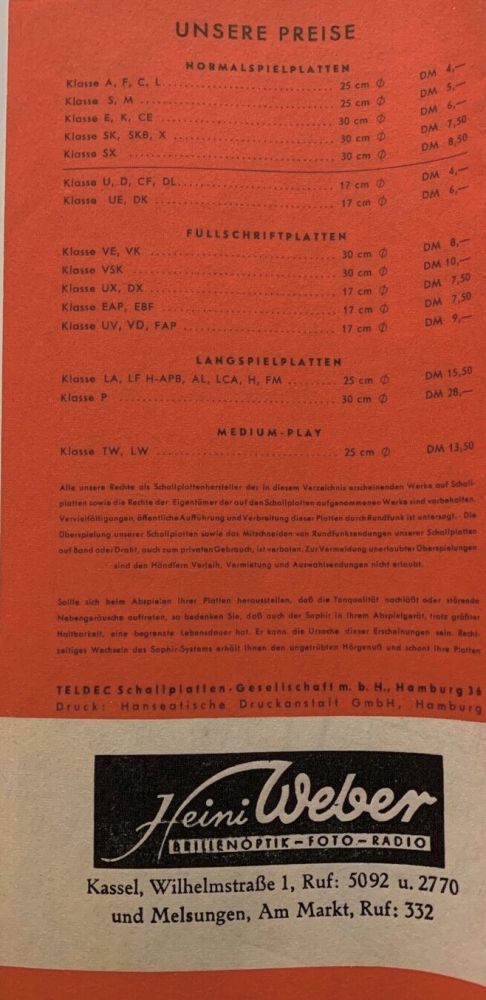 UNSERE PREISE
NORMALSPIELPLATTEN
Klasse A, F, C, L 25 cm ∅ DM 4,—
Klasse S, M 25 cm ∅ DM 5,—
Klasse E, K, CE 30 cm ∅ DM 6,—
Klasse SK, SKB, X 30 cm ∅ DM 7,50
Klasse SX 30 cm ∅ DM 8,50
Klasse U, D, CF, DL 17 cm ∅ DM 4,—
Klasse UE, DK 17 cm ∅ DM 6,—
FÜLLSCHRIFTPLATTEN
Klasse VE, VK 30 cm ∅ DM 8,—
Klasse VSK 30 cm ∅ DM 10,—
Klasse UX, DX 17 cm ∅ DM 7,50
Klasse EAP, EBF 17 cm ∅ DM 7,50
Klasse UV, VD, FAP 17 cm ∅ DM 9,—
LANGSPIELPLATTEN
Klasse LA, LF H-APB, AL, LCA, H, FM 25 cm ∅ DM 15,50
Klasse P 30 cm ∅ DM 28,—
MEDIUM-PLAY
Klasse TW, LW 25 cm ∅ DM 13,50
Alle unsere Rechte als Schallplattenhersteller der in diesem Verzeichnis erscheinenden Werke auf Schall-
platten sowie die Rechte der Eigentümer der auf den Schallplatten aufgenommenen Werke sind vorbehalten.
Vervielfältigungen, öffentliche Aufführung und Verbreitung dieser Platten durch Rundfunk ist untersagt. · Die
Überspielung unserer Schallplatten sowie das Mitschneiden von Rundfunksendungen unserer Schallplatten
auf Band oder Draht, auch zum privaten Gebrauch, ist verboten. Zur Vermeidung unerlaubter Überspielungen
sind den Händlern Verleih, Vermietung und Auswahlsendungen nicht erlaubt.
Sollte sich beim Abspielen Ihrer Platten herausstellen, daß die Tonqualität nachläßt oder störende
Nebengeräusche auftreten, so bedenken Sie, daß auch der Saphir in Ihrem Abspielgerät, trotz größter
Haltbarkeit, eine begrenzte Lebensdauer hat. Er kann die Ursache dieser Erscheinungen sein. Recht-
zeitiges Wechseln des Saphir-Systems erhält Ihnen den ungetrübten Hörgenuß und schont Ihre Platten
TELDEC Schallplatten-Gesellschaft m. b. H., Hamburg 36
Druck: Hanseatische Druckanstalt GmbH, Hamburg
Heini Weber
BRILLENOPTIK – FOTO – RADIO
Kassel, Wilhelmstraße 1, Ruf: 5092 u. 2770
und Melsungen, Am Markt, Ruf: 332